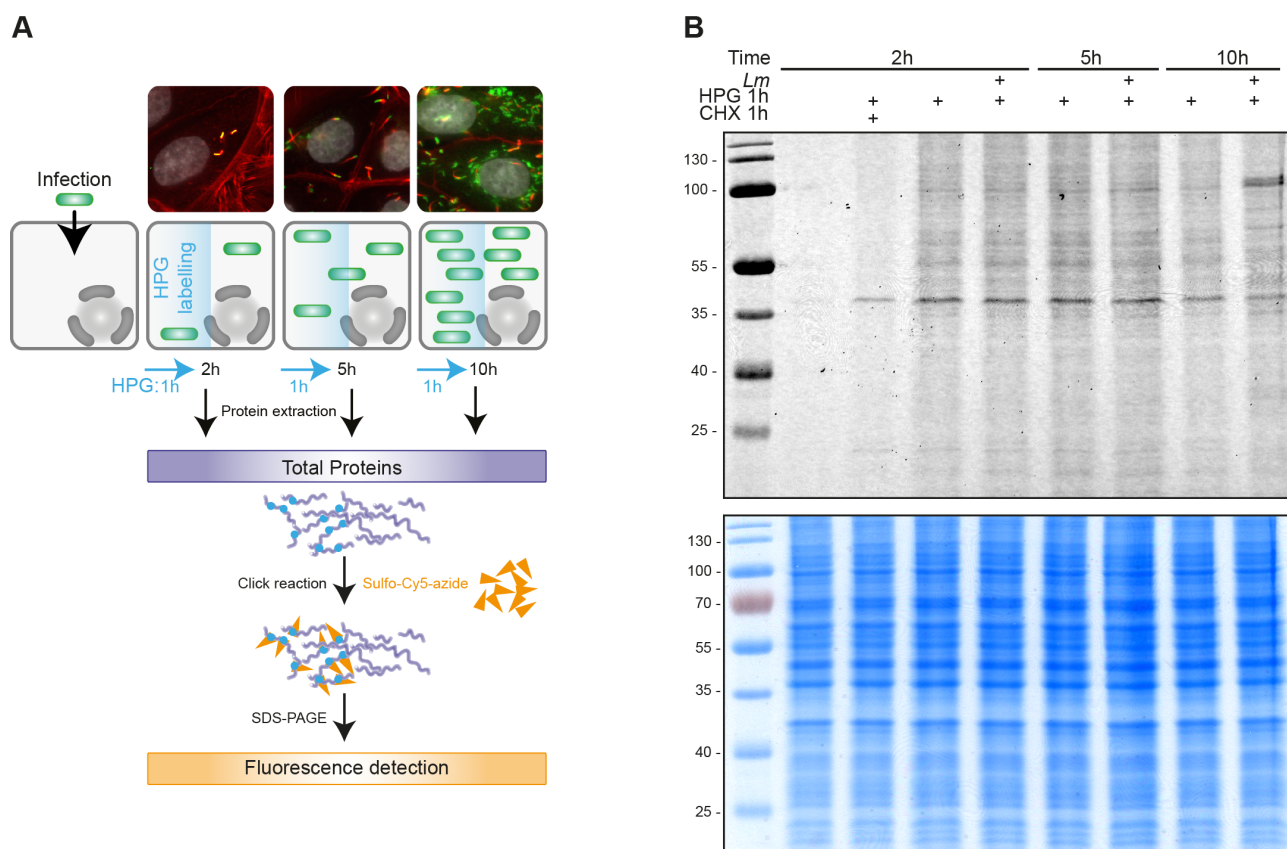 A
Infection
HPG
labelling
HPG:1h
2h
1h
5h
1h
10h
Protein extraction
Total Proteins
Click reaction
Sulfo-Cy5-azide
SDS-PAGE
Fluorescence detection
B
Time 2h 5h 10h
Lm + + +
HPG 1h + + + + + + +
CHX 1h +
130 -
100 -
55 -
35 -
40 -
25 -
130 -
100 -
70 -
55 -
35 -
40 -
25 -